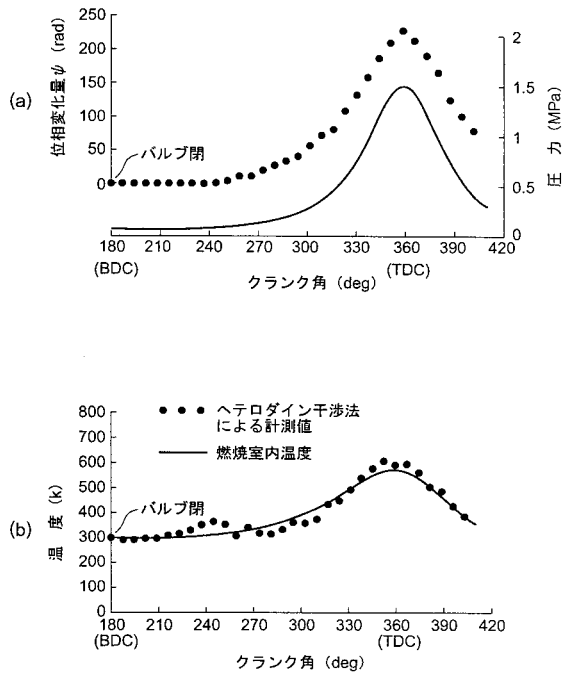 (a)
位相変化量ψ (rad)
250
200
150
100
50
0
バルブ閉
2
1.5
1
0.5
0
圧 力 (MPa)
180
210
240
270
300
330
360
390
420
(BDC)
(TDC)
クランク角 (deg)
(b)
温 度 (k)
800
700
600
500
400
300
200
100
0
ヘテロダイン干渉法
による計測値
燃焼室内温度
バルブ閉
180
210
240
270
300
330
360
390
420
(BDC)
(TDC)
クランク角 (deg)